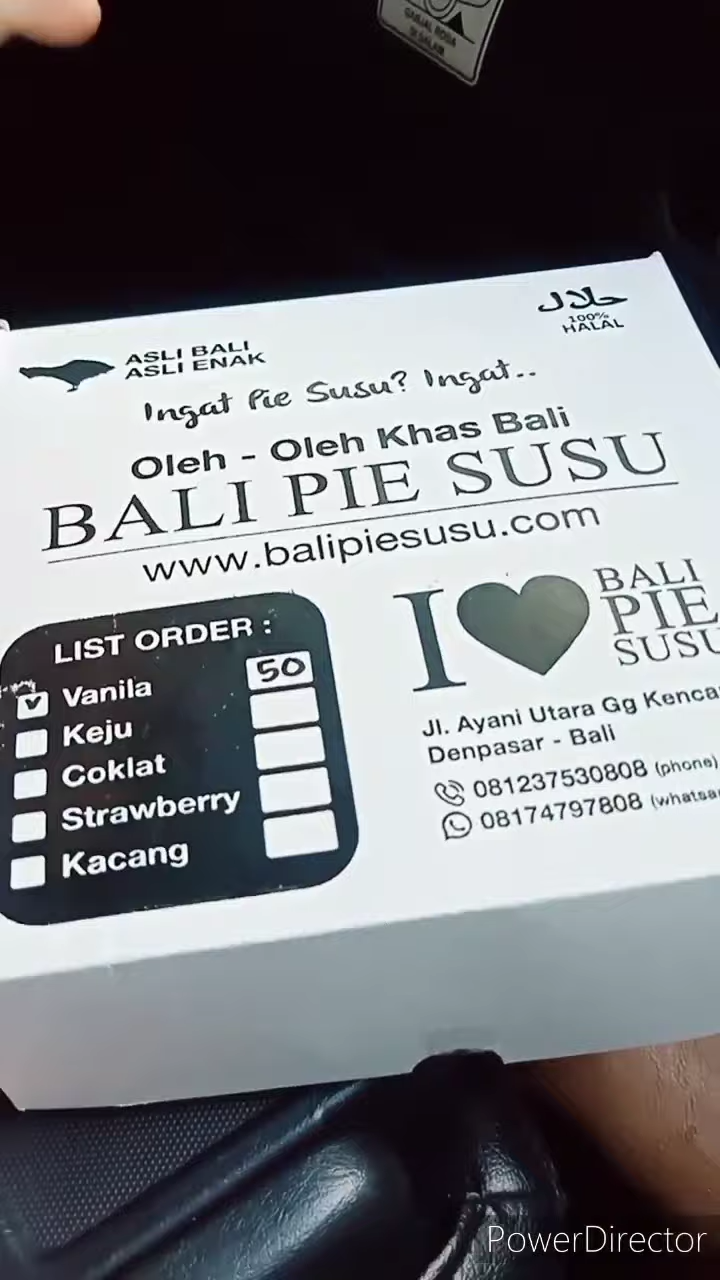 ASLI BALI
ASLI ENAK
حلال
100%
HALAL
Ingat Pie Susu? Ingat..
Oleh - Oleh Khas Bali
BALI PIE SUSU
www.balipiesusu.com
LIST ORDER :
Vanila 50
Keju
Coklat
Strawberry
Kacang
I
BALI
PIE
SUSU
Jl. Ayani Utara Gg Kenca
Denpasar - Bali
081237530808 (phone)
08174797808 (whatsa
PowerDirector